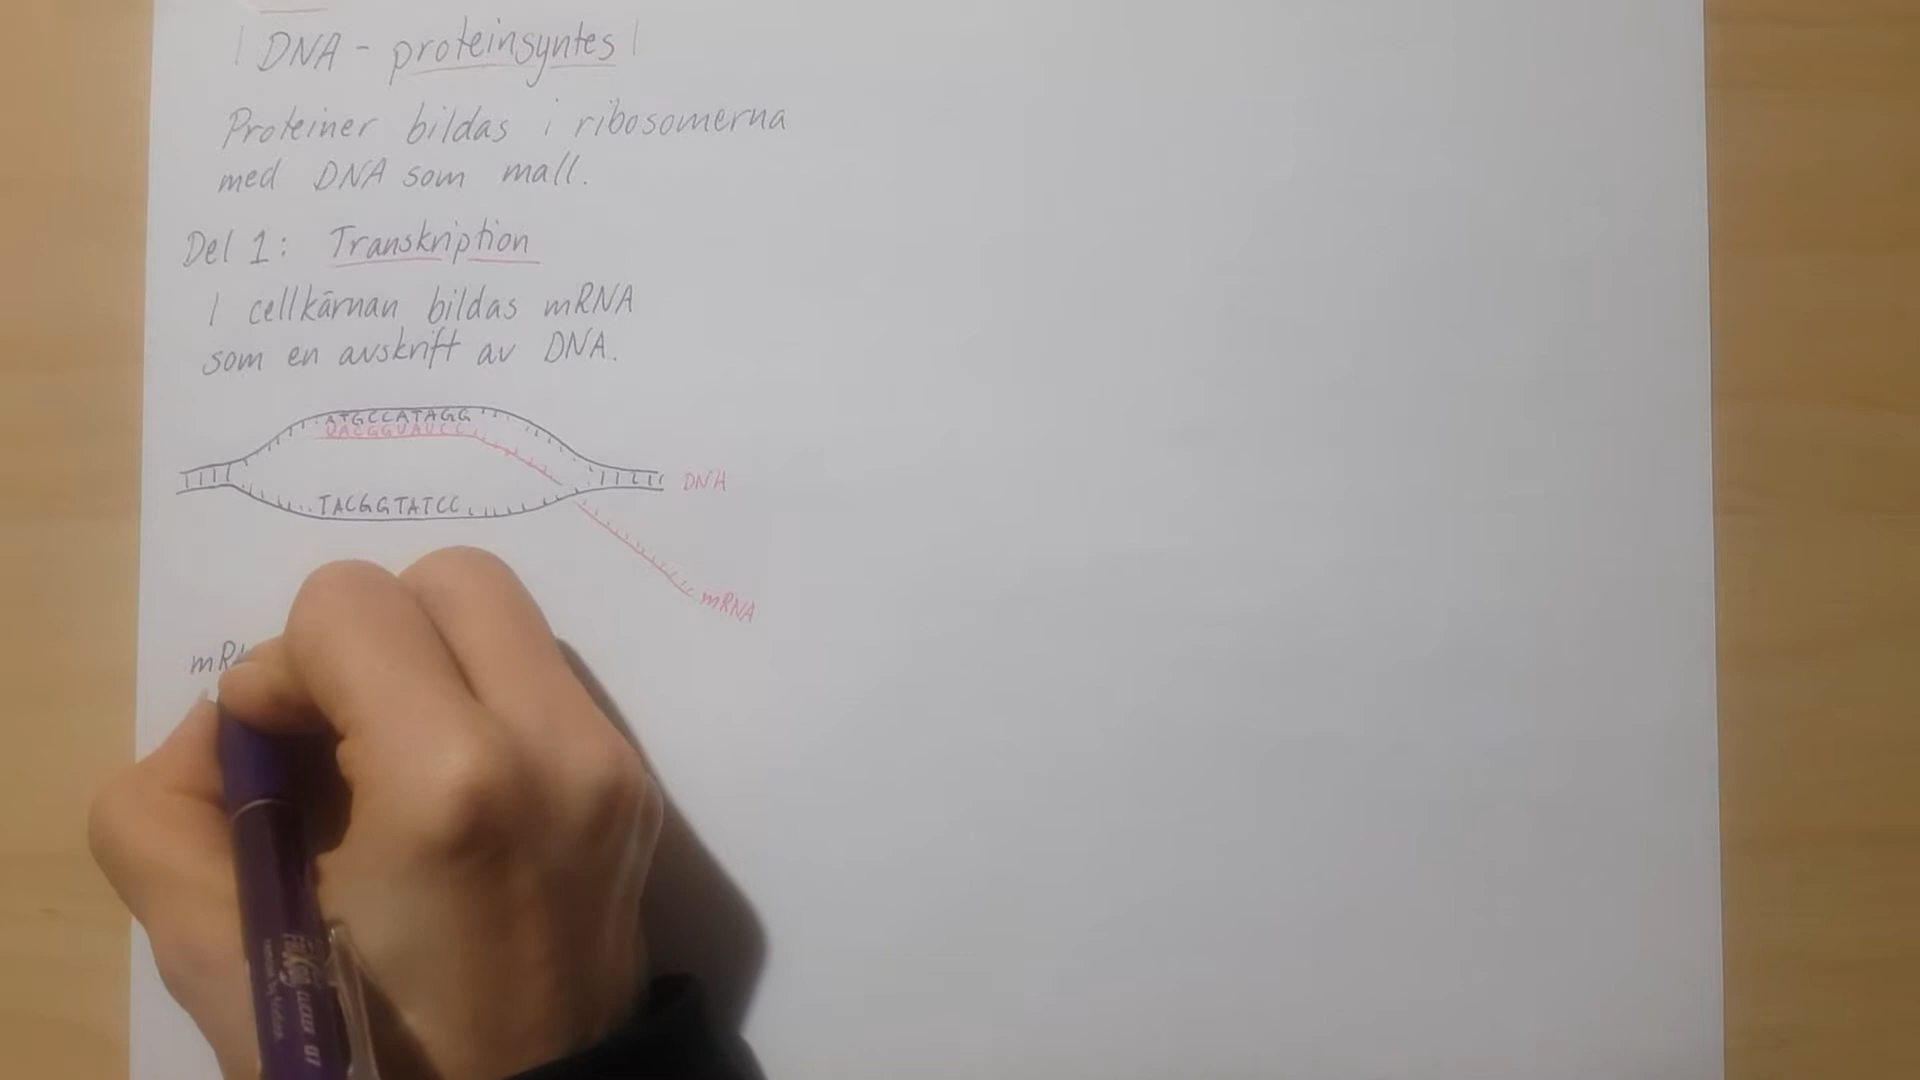 DNA - proteinsyntes
Proteiner bildas i ribosomerna
med DNA som mall.
Del 1: Transkription
I cellkärnan bildas mRNA
som en avskrift av DNA.
ATGCCATAGG
UACGGUAUCC
DNA
TACGGTATCC
mRNA